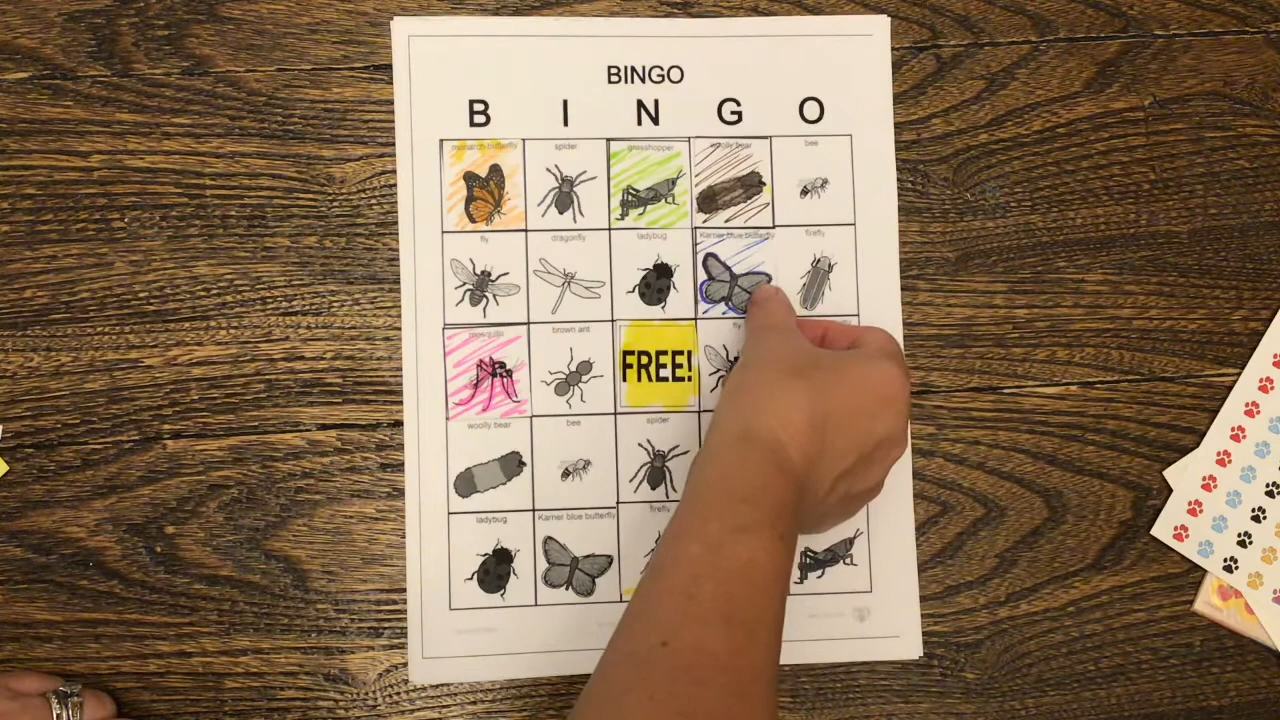 BINGO
B I N G O
monarch butterfly spider grasshopper woolly bear bee
fly dragonfly ladybug Karner blue butterfly firefly
mosquito brown ant fly
FREE!
woolly bear bee spider
ladybug Karner blue butterfly firefly